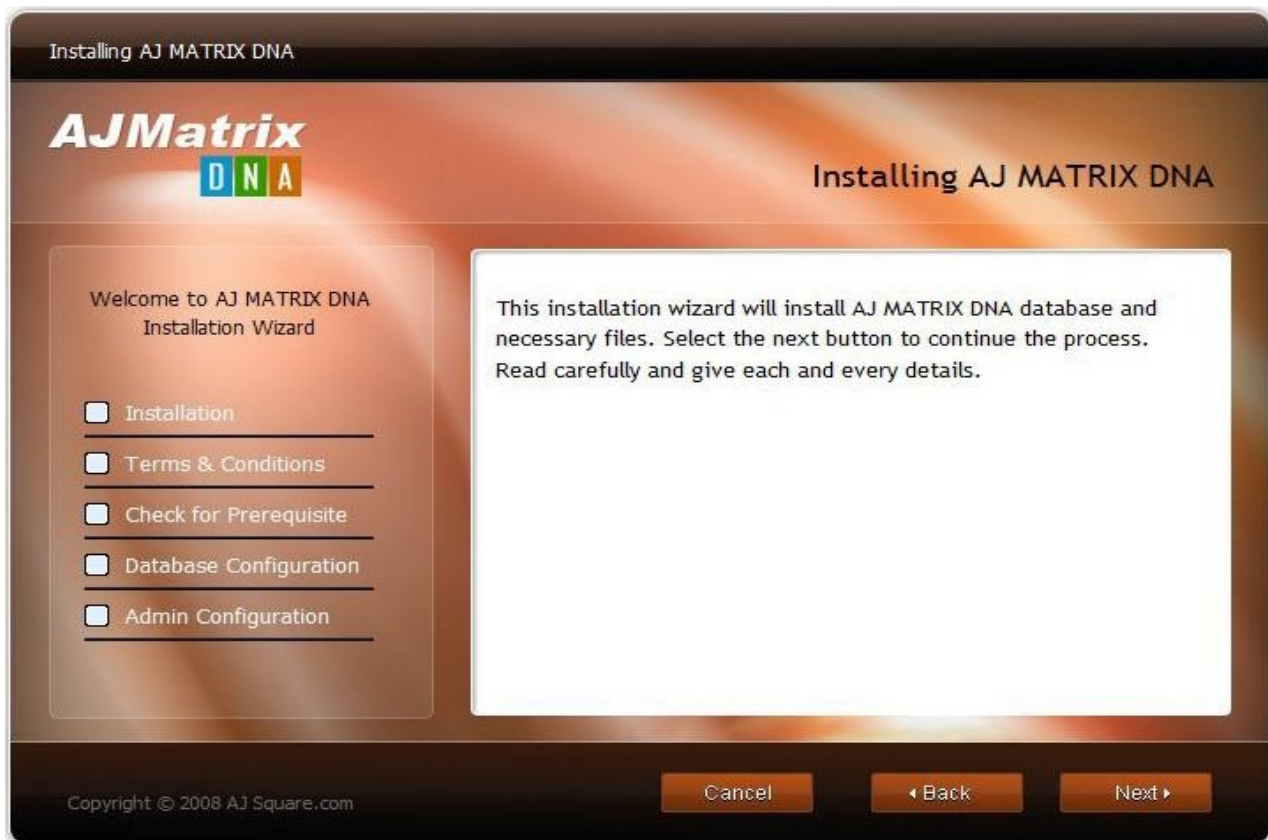 Installing AJ MATRIX DNA
AJMatrix
DNA
Installing AJ MATRIX DNA
Welcome to AJ MATRIX DNA
Installation Wizard
Installation
Terms & Conditions
Check for Prerequisite
Database Configuration
Admin Configuration
This installation wizard will install AJ MATRIX DNA database and
necessary files. Select the next button to continue the process.
Read carefully and give each and every details.
Copyright © 2008 AJ Square.com
Cancel
Back
Next